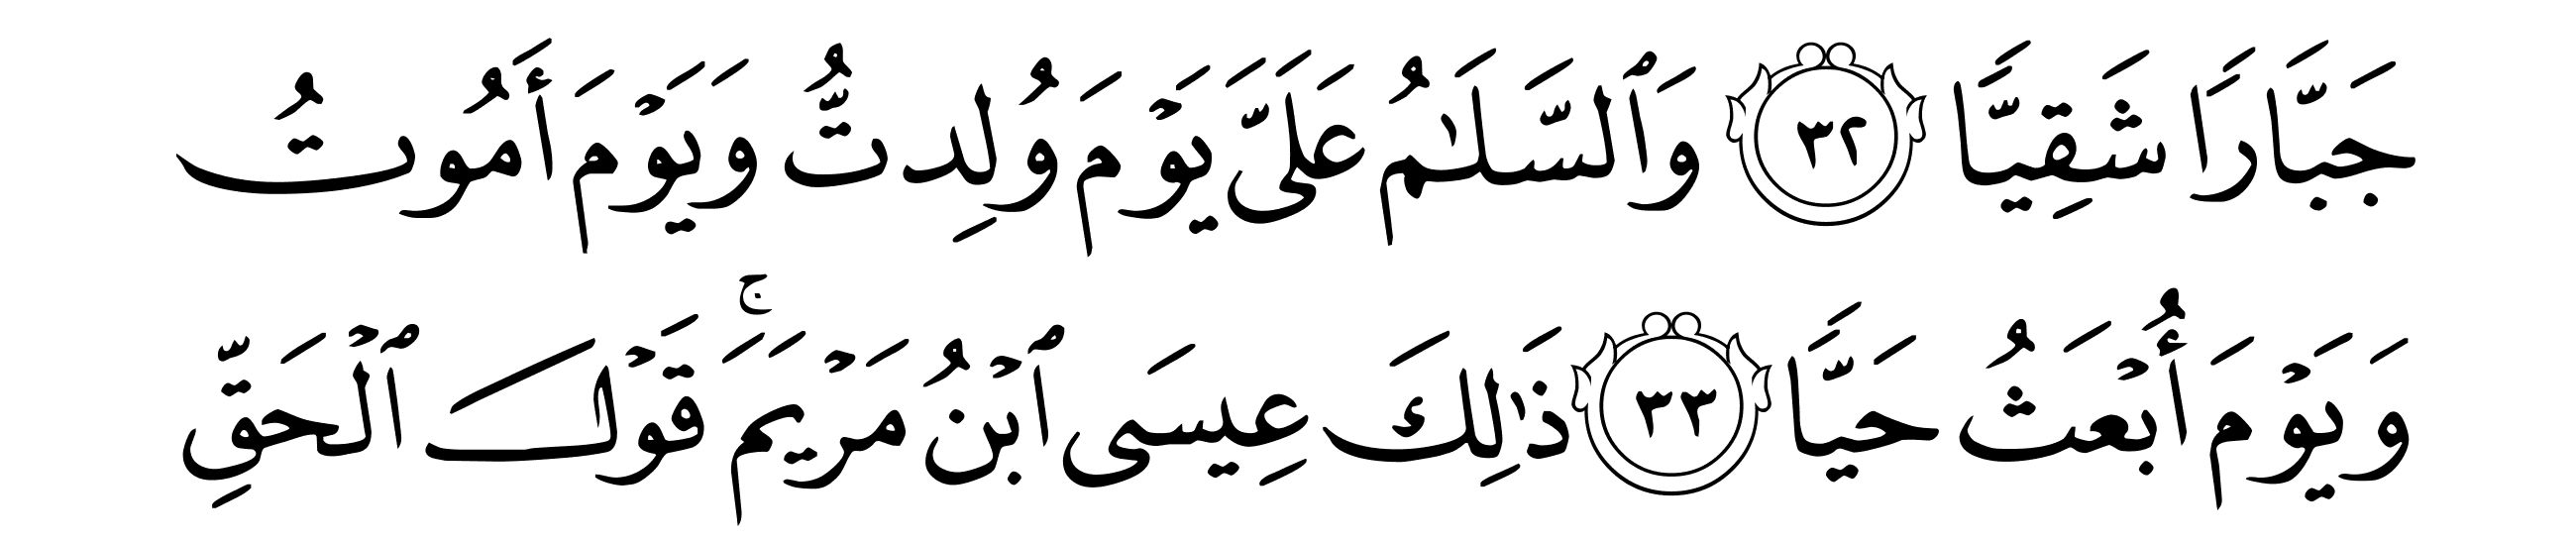 جَبَّارًا شَقِيًّا ٣٢ وَٱلسَّلَـٰمُ عَلَىَّ يَوْمَ وُلِدتُّ وَيَوْمَ أَمُوتُ
وَيَوْمَ أُبْعَثُ حَيًّا ٣٣ ذَٰلِكَ عِيسَى ٱبْنُ مَرْيَمَ ۚ قَوْلَ ٱلْحَقِّ